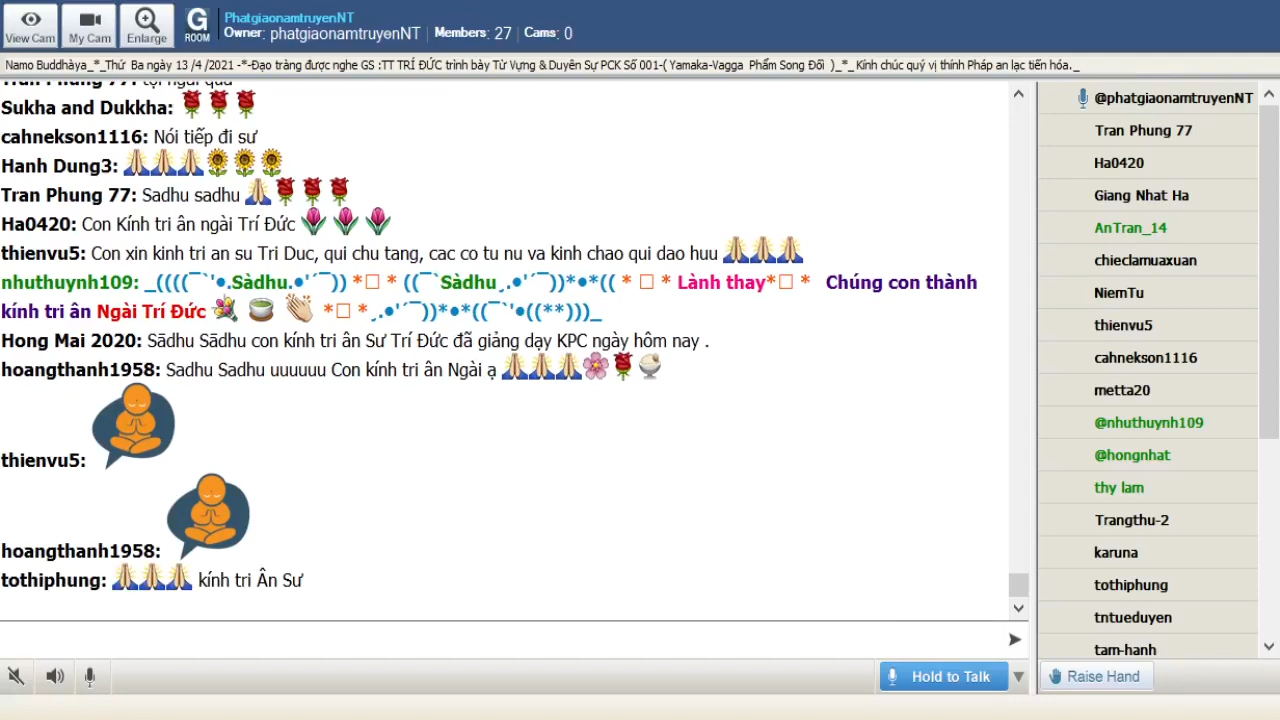 View Cam
My Cam
Enlarge
G
ROOM
PhatgiaonamtruyenNT
Owner: phatgiaonamtruyenNT | Members: 27 | Cams: 0
Namo Buddhàya_*_Thứ Ba ngày 13 /4 /2021 -*-Đạo tràng được nghe GS :TT TRÍ ĐỨC trình bày Từ Vựng & Duyên Sự PCK Số 001-( Yamaka-Vagga Phẩm Song Đối )_*_ Kính chúc quý vị thính Pháp an lạc tiến hóa._
Tran Phung 77:
Sukha and Dukkha: 🌹🌹🌹
cahnekson1116: Nói tiếp đi sư
Hanh Dung3: 🙏🙏🙏🌻🌻🌻
Tran Phung 77: Sadhu sadhu 🙏🌹🌹🌹
Ha0420: Con Kính tri ân ngài Trí Đức 🌷🌷🌷
thienvu5: Con xin kinh tri an su Tri Duc, qui chu tang, cac co tu nu va kinh chao qui dao huu 🙏🙏🙏
nhuthuynh109: _((((¯`'•.Sàdhu.•'´¯)) *□ * ((¯`Sàdhu¸.•'´¯))*•*(( * □ * Lành thay*□ * Chúng con thành
kính tri ân Ngài Trí Đức 💐 🍵 👏 *□ *¸.•'´¯))*•*((¯`'•((**)))_
Hong Mai 2020: Sādhu Sādhu con kính tri ân Sư Trí Đức đã giảng dạy KPC ngày hôm nay .
hoangthanh1958: Sadhu Sadhu uuuuuu Con kính tri ân Ngài ạ 🙏🙏🙏🌸🌹🍨
thienvu5:
hoangthanh1958:
tothiphung: 🙏🙏🙏 kính tri Ân Sư
Hold to Talk
@phatgiaonamtruyenNT
Tran Phung 77
Ha0420
Giang Nhat Ha
AnTran_14
chieclamuaxuan
NiemTu
thienvu5
cahnekson1116
metta20
@nhuthuynh109
@hongnhat
thy lam
Trangthu-2
karuna
tothiphung
tntueduyen
tam-hanh
Raise Hand